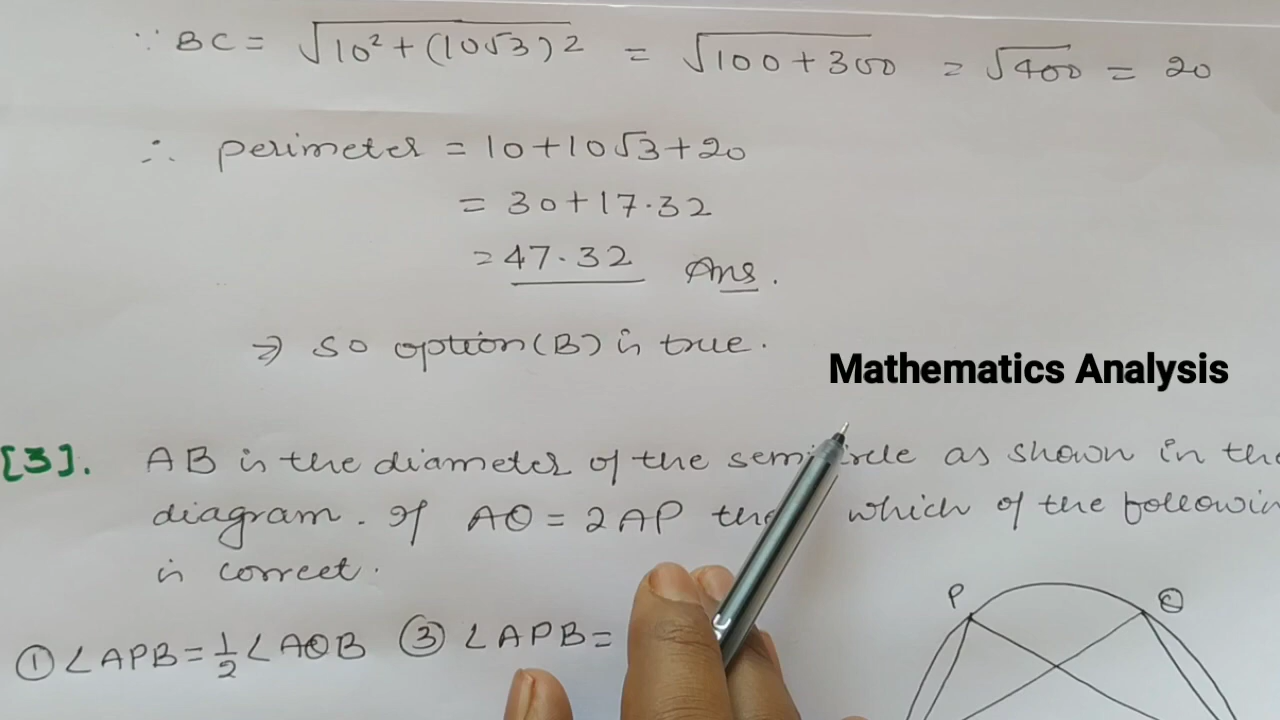 ∵ BC = √10² + (10√3)² = √100 + 300 = √400 = 20
∴ perimeter = 10 + 10√3 + 20
= 30 + 17.32
= 47.32 Ans.
⇒ so option (B) is true.
Mathematics Analysis
[3]. AB is the diameter of the as shown in the
diagram. If AQ = 2AP which of the
is correct.
P Q
① ∠APB = ½ ∠AQB ③ ∠APB =